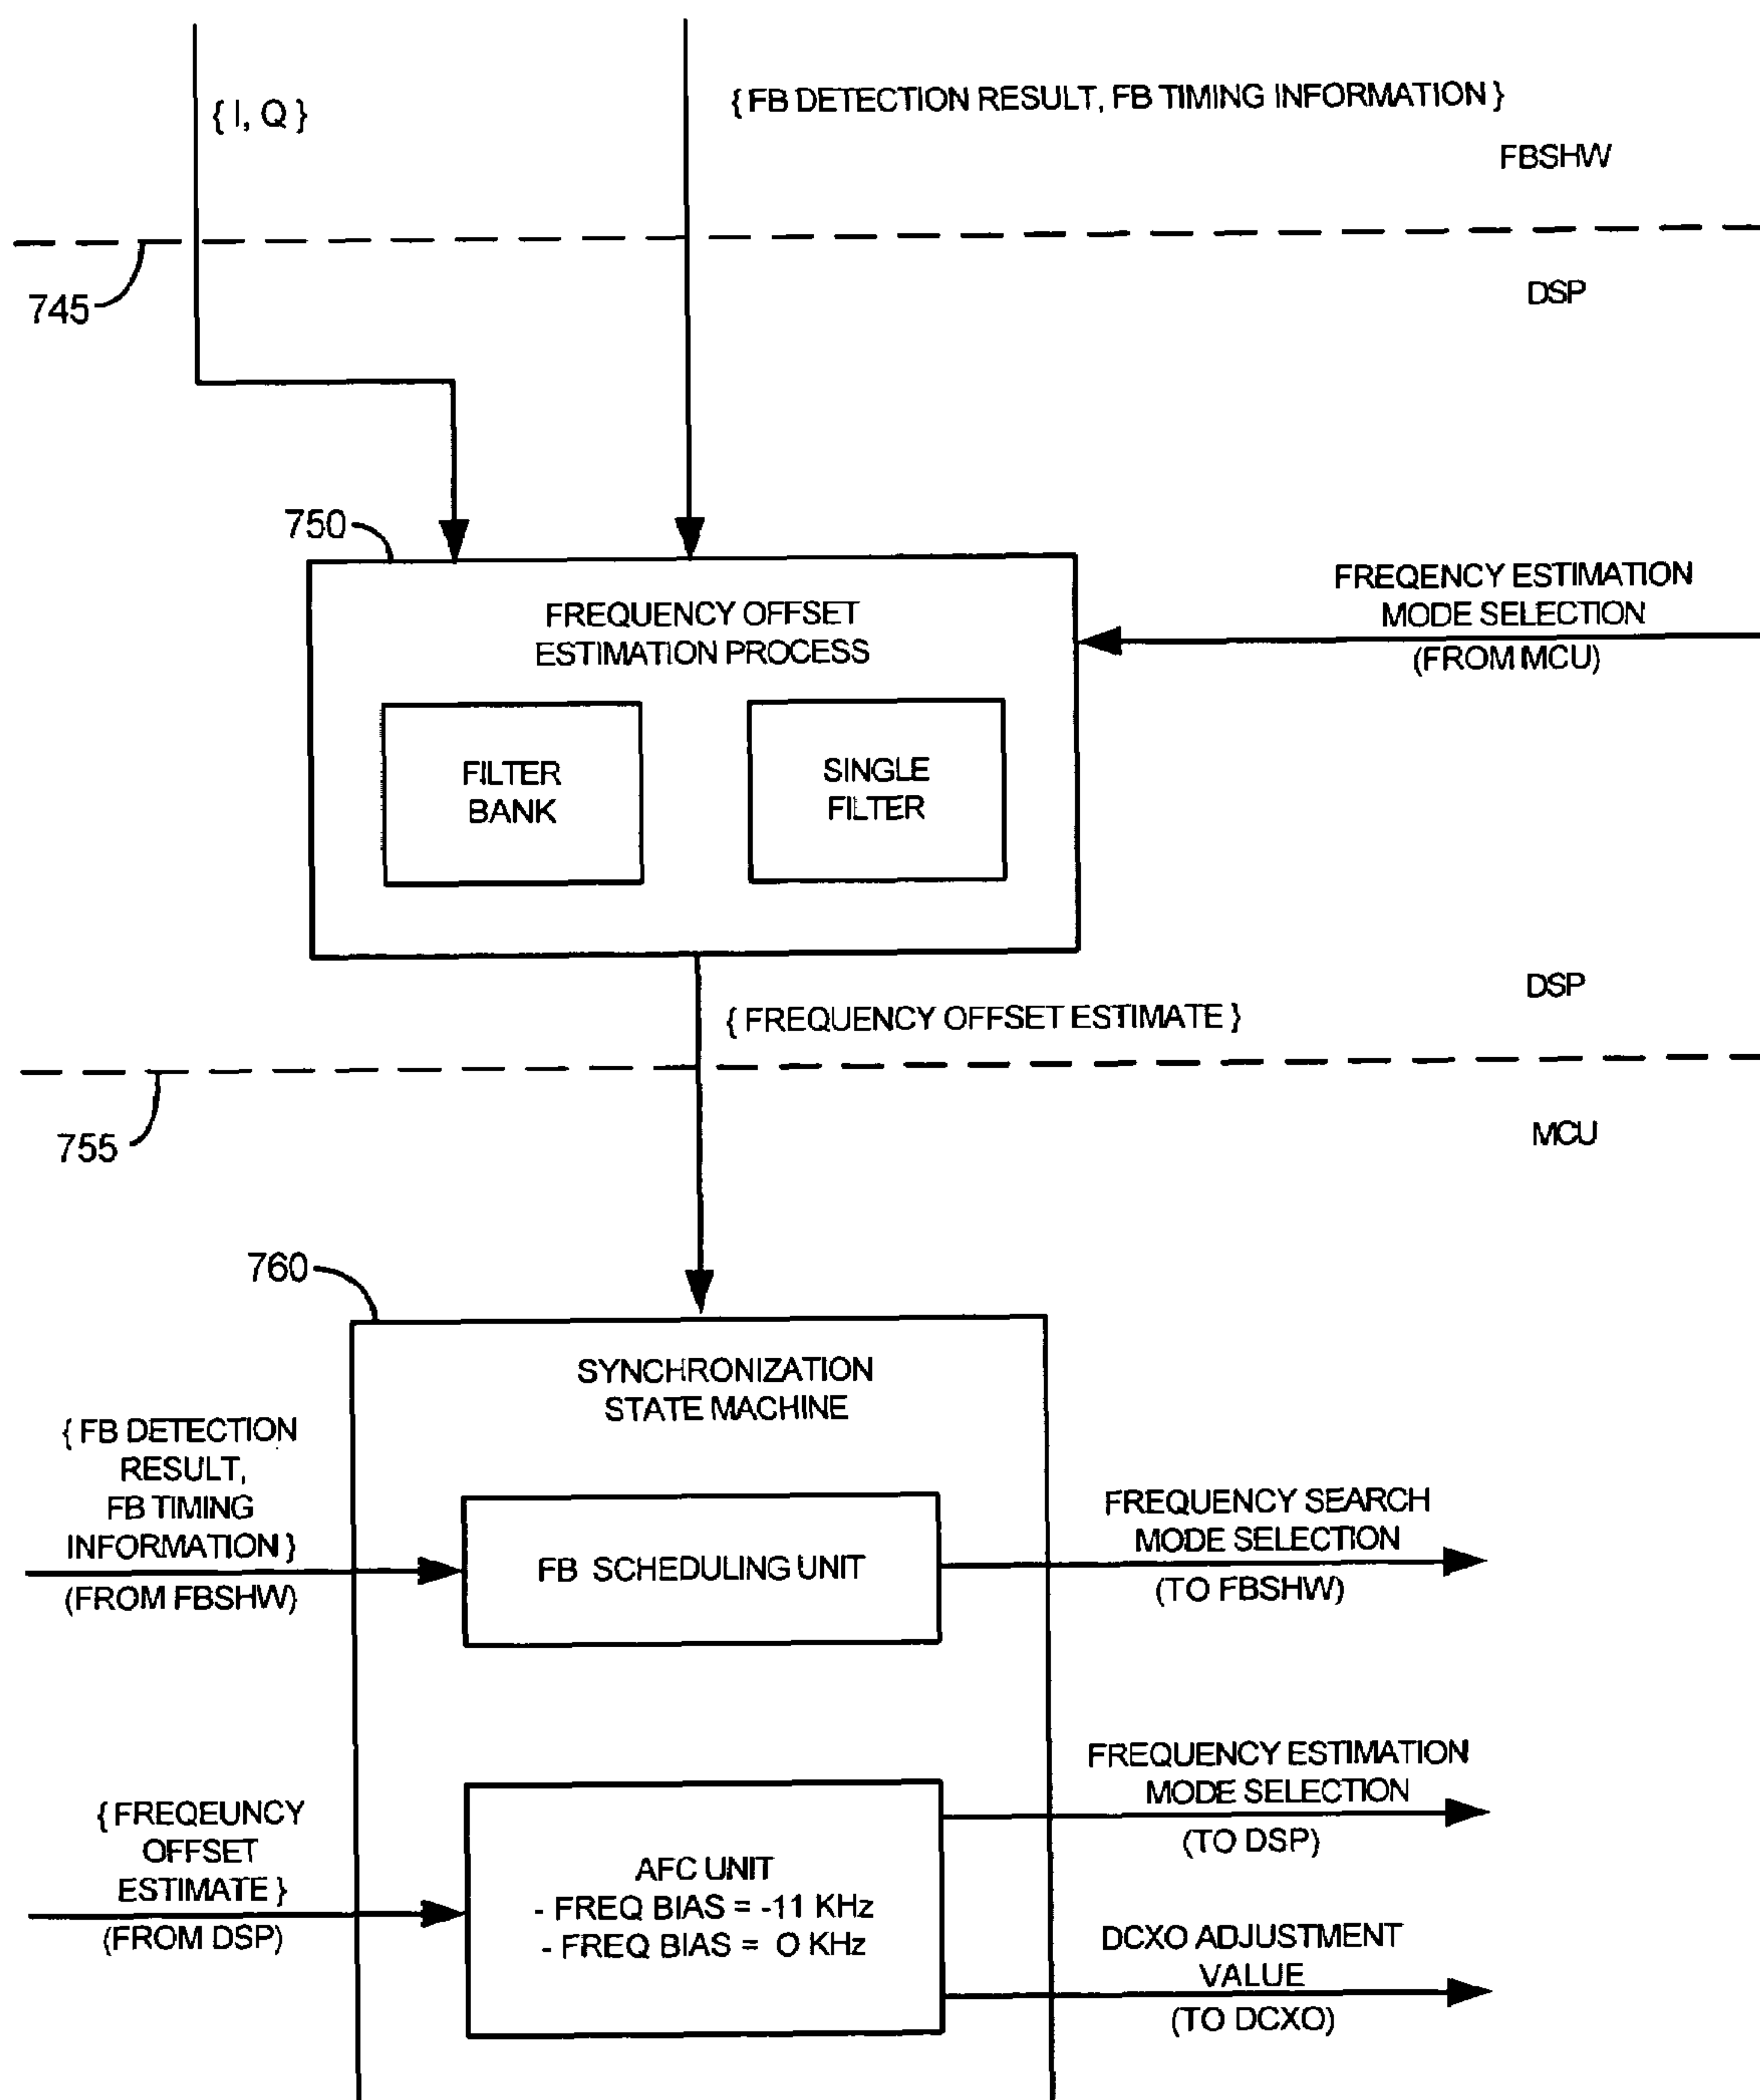 { I, Q }
{ FB DETECTION RESULT, FB TIMING INFORMATION }
FBSHW
745
DSP
750
FREQUENCY OFFSET
ESTIMATION PROCESS
FREQENCY ESTIMATION
MODE SELECTION
(FROM MCU)
FILTER
BANK
SINGLE
FILTER
DSP
{ FREQUENCY OFFSET ESTIMATE }
755
MCU
760
SYNCHRONIZATION
STATE MACHINE
{ FB DETECTION
RESULT,
FB TIMING
INFORMATION }
(FROM FBSHW)
FB SCHEDULING UNIT
FREQUENCY SEARCH
MODE SELECTION
(TO FBSHW)
{ FREQEUNCY
OFFSET
ESTIMATE }
(FROM DSP)
AFC UNIT
- FREQ BIAS = -11 KHz
- FREQ BIAS = O KHz
FREQUENCY ESTIMATION
MODE SELECTION
(TO DSP)
DCXO ADJUSTMENT
VALUE
(TO DCXO)